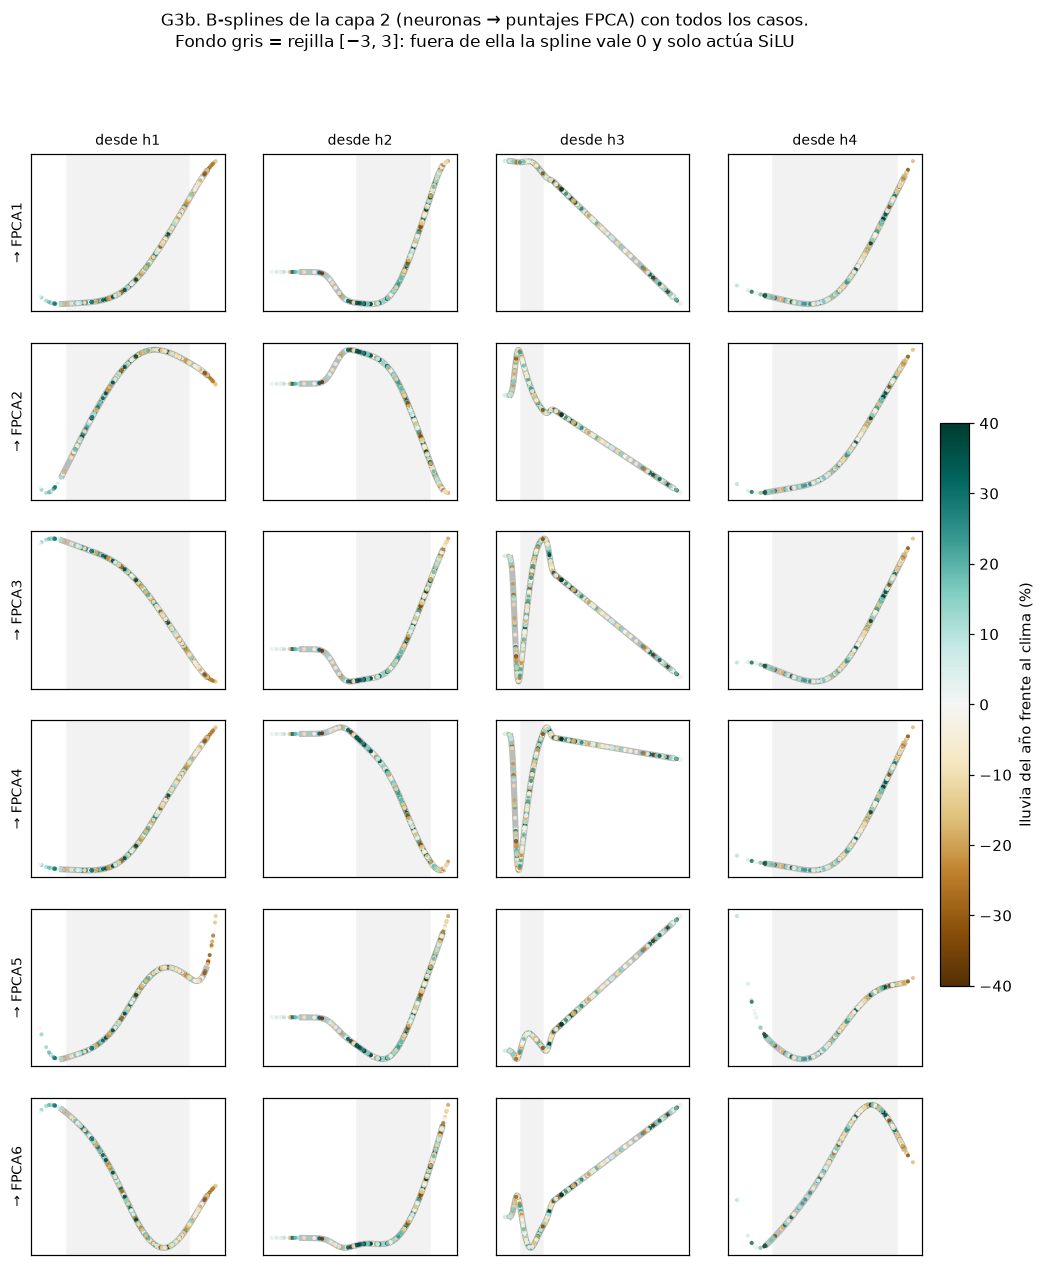 G3b. B-splines de la capa 2 (neuronas → puntajes FPCA) con todos los casos.
Fondo gris = rejilla [−3, 3]: fuera de ella la spline vale 0 y solo actúa SiLU
desde h1
desde h2
desde h3
desde h4
→ FPCA1
→ FPCA2
→ FPCA3
→ FPCA4
→ FPCA5
→ FPCA6
40
30
20
10
0
−10
−20
−30
−40
lluvia del año frente al clima (%)